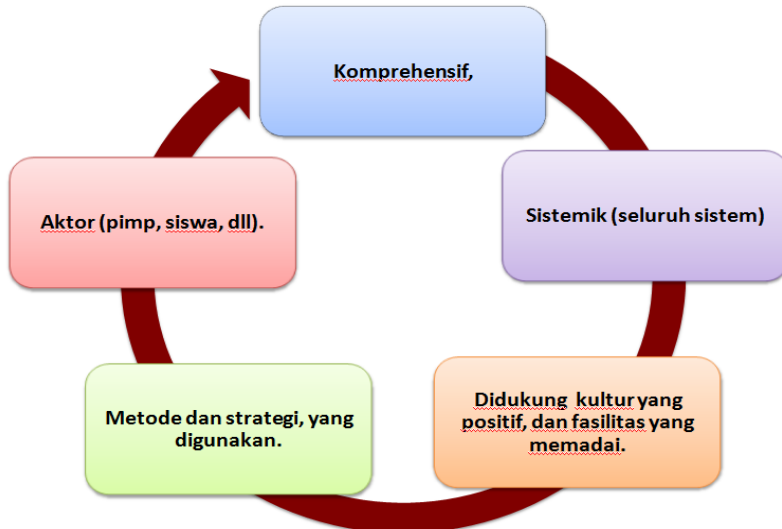 Komprehensif,
Sistemik (seluruh sistem)
Didukung kultur yang
positif, dan fasilitas yang
memadai.
Metode dan strategi, yang
digunakan.
Aktor (pimp, siswa, dll).